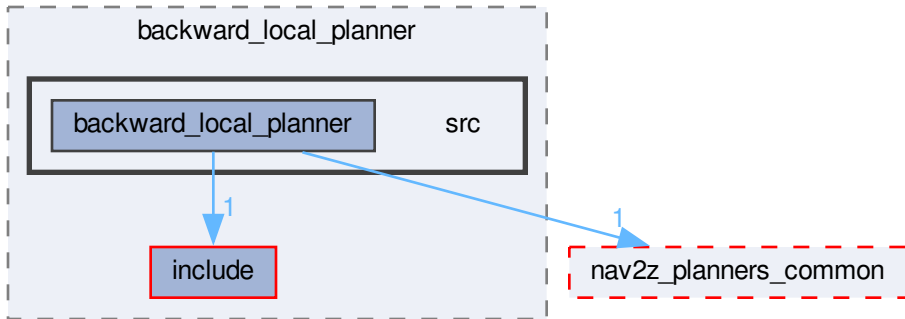 backward_local_planner
backward_local_planner
src
1
1
include
nav2z_planners_common